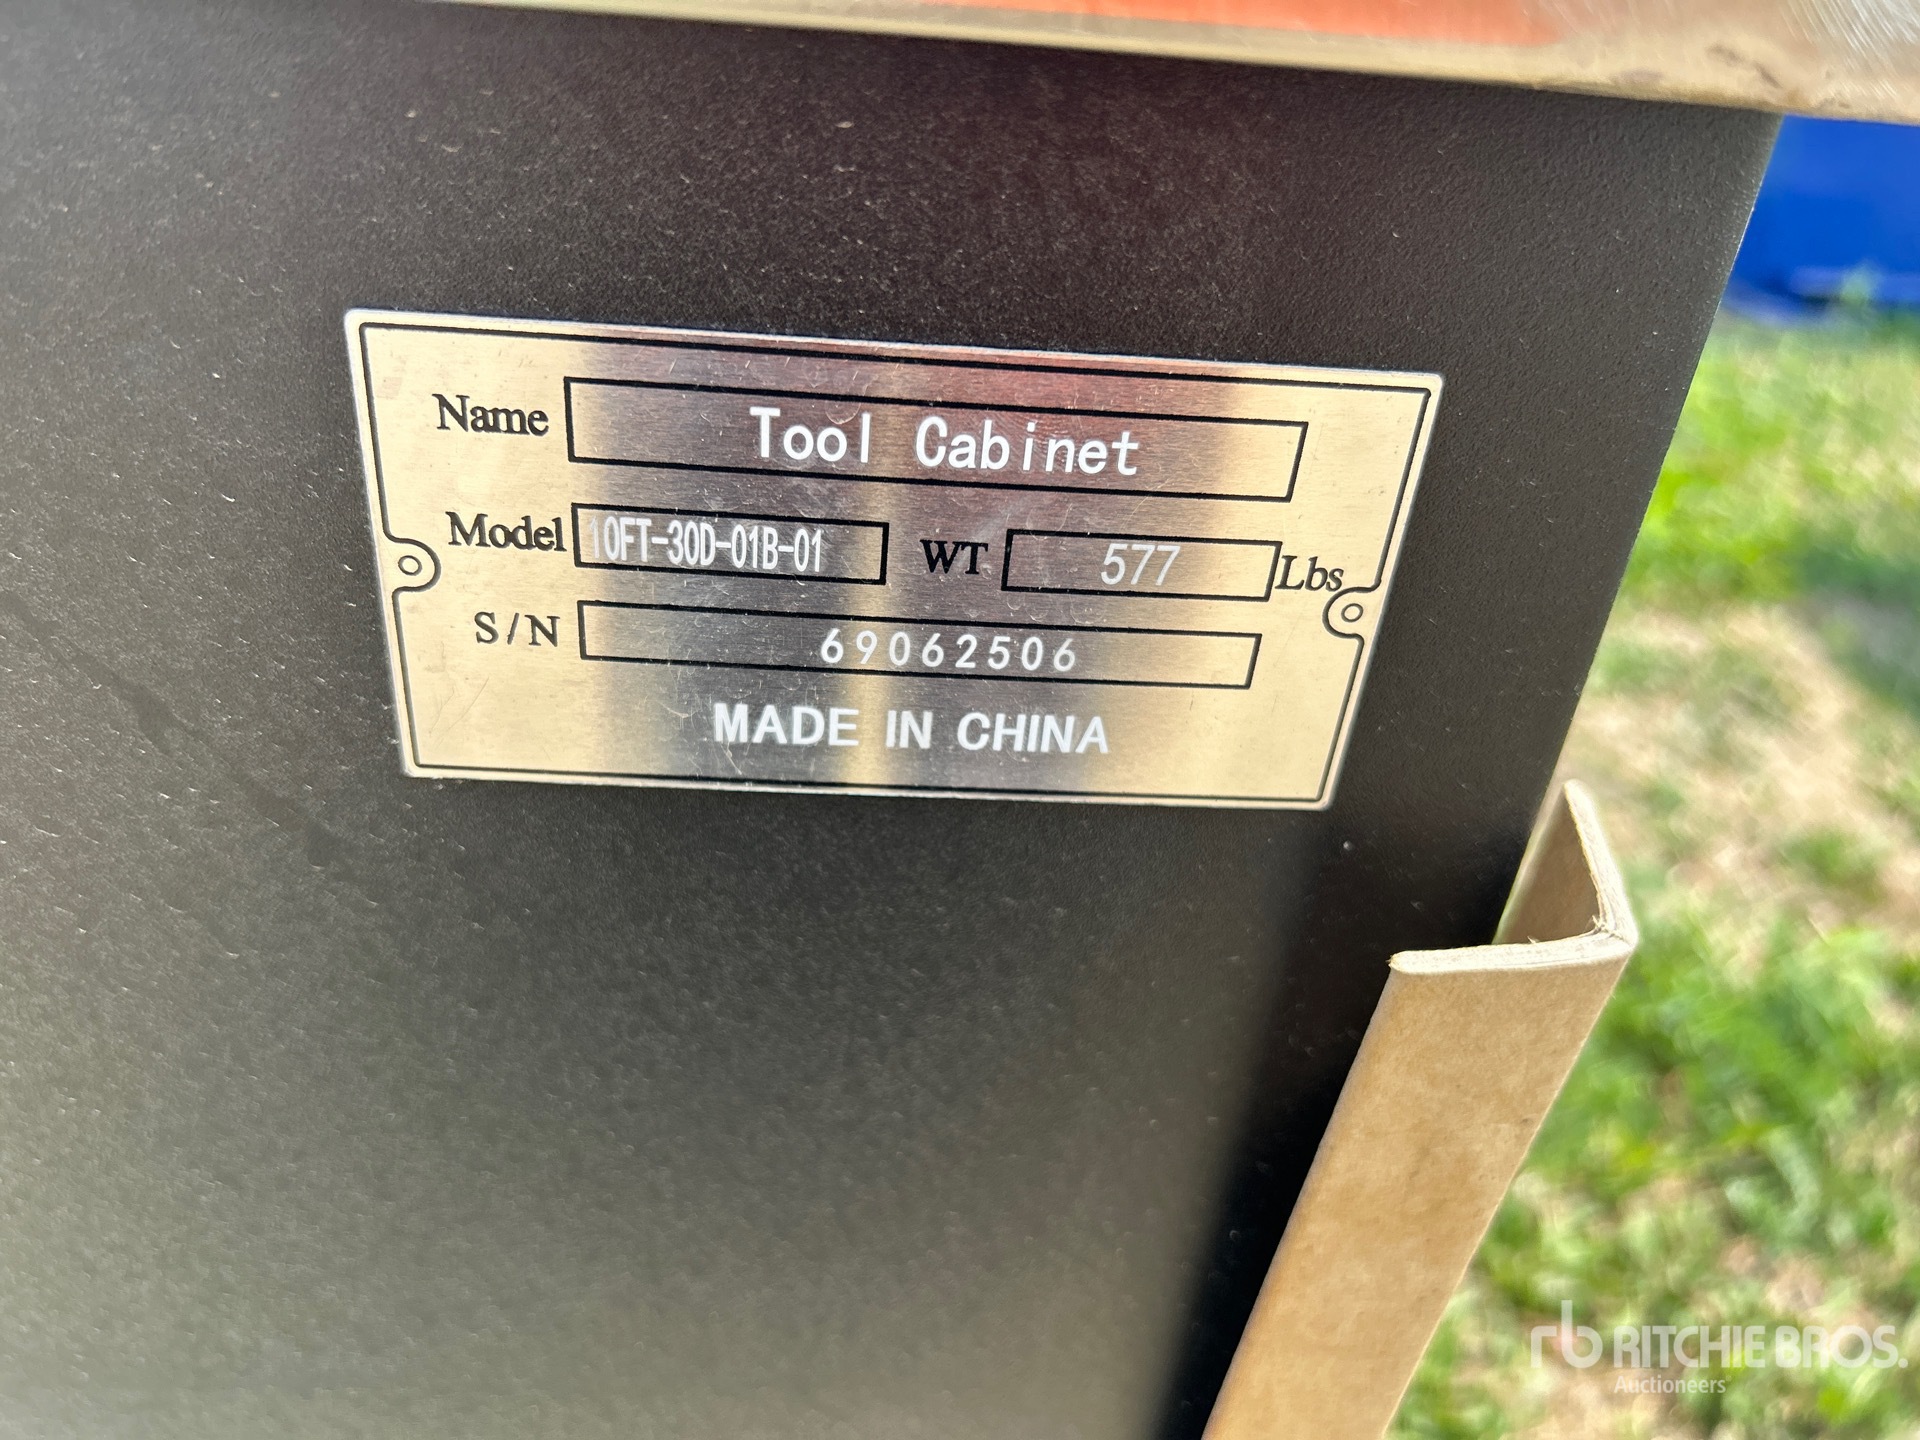 Name Tool Cabinet
Model 10FT-30D-01B-01 WT 577 Lbs
S/N 69062506
MADE IN CHINA
rb RITCHIE BROS.
Auctioneers